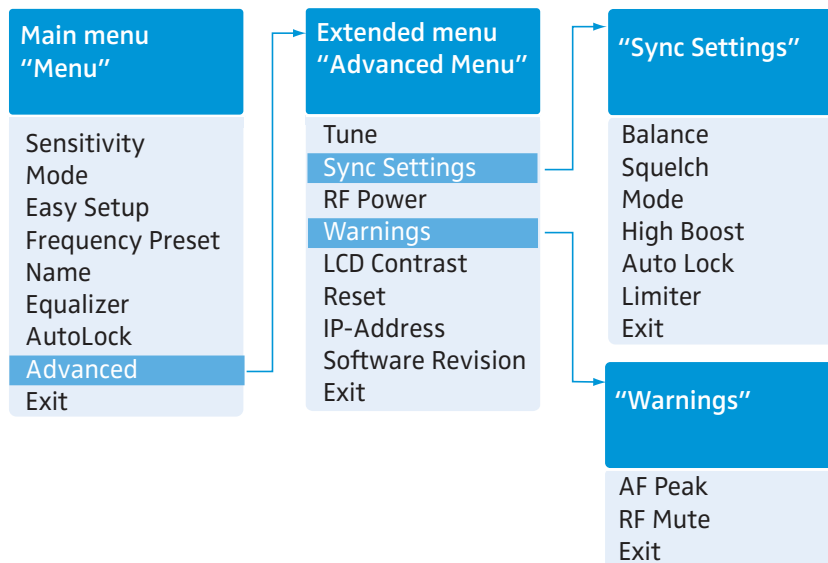 Main menu
“Menu”
Sensitivity
Mode
Easy Setup
Frequency Preset
Name
Equalizer
AutoLock
Advanced
Exit
Extended menu
“Advanced Menu”
Tune
Sync Settings
RF Power
Warnings
LCD Contrast
Reset
IP-Address
Software Revision
Exit
“Sync Settings”
Balance
Squelch
Mode
High Boost
Auto Lock
Limiter
Exit
“Warnings”
AF Peak
RF Mute
Exit